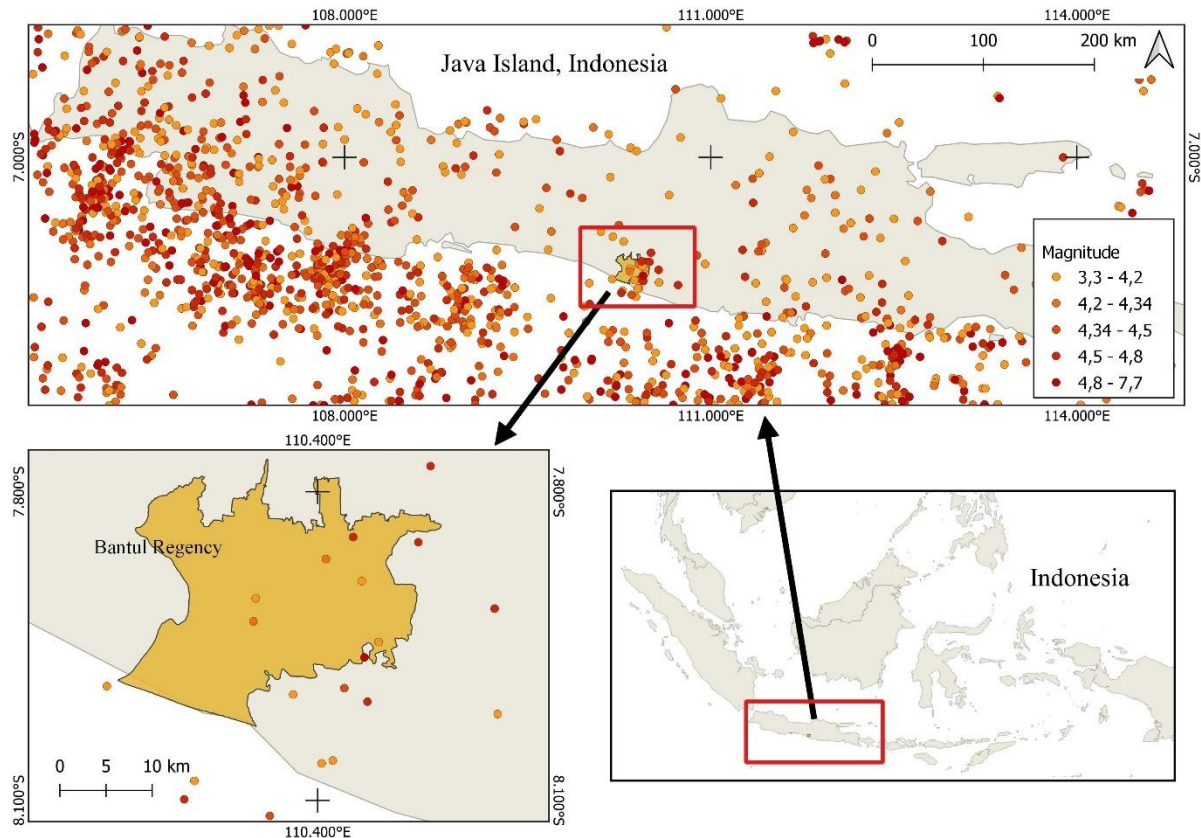 108.000°E 111.000°E 114.000°E
Java Island, Indonesia
0 100 200 km
7.000°S
7.000°S
Magnitude
3,3 - 4,2
4,2 - 4,34
4,34 - 4,5
4,5 - 4,8
4,8 - 7,7
108.000°E 111.000°E 114.000°E
110.400°E
7.800°S
7.800°S
Bantul Regency
0 5 10 km
8.100°S
8.100°S
110.400°E
Indonesia